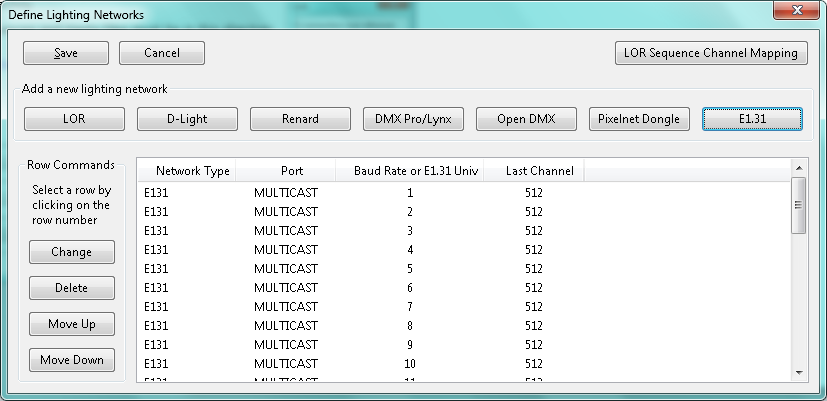 Define Lighting Networks
Save Cancel LOR Sequence Channel Mapping
Add a new lighting network
LOR D-Light Renard DMX Pro/Lynx Open DMX Pixelnet Dongle E1.31
Row Commands
Select a row by
clicking on the
row number
Change
Delete
Move Up
Move Down
Network Type Port Baud Rate or E1.31 Univ Last Channel
E131 MULTICAST 1 512
E131 MULTICAST 2 512
E131 MULTICAST 3 512
E131 MULTICAST 4 512
E131 MULTICAST 5 512
E131 MULTICAST 6 512
E131 MULTICAST 7 512
E131 MULTICAST 8 512
E131 MULTICAST 9 512
E131 MULTICAST 10 512
E131 MULTICAST 11 512